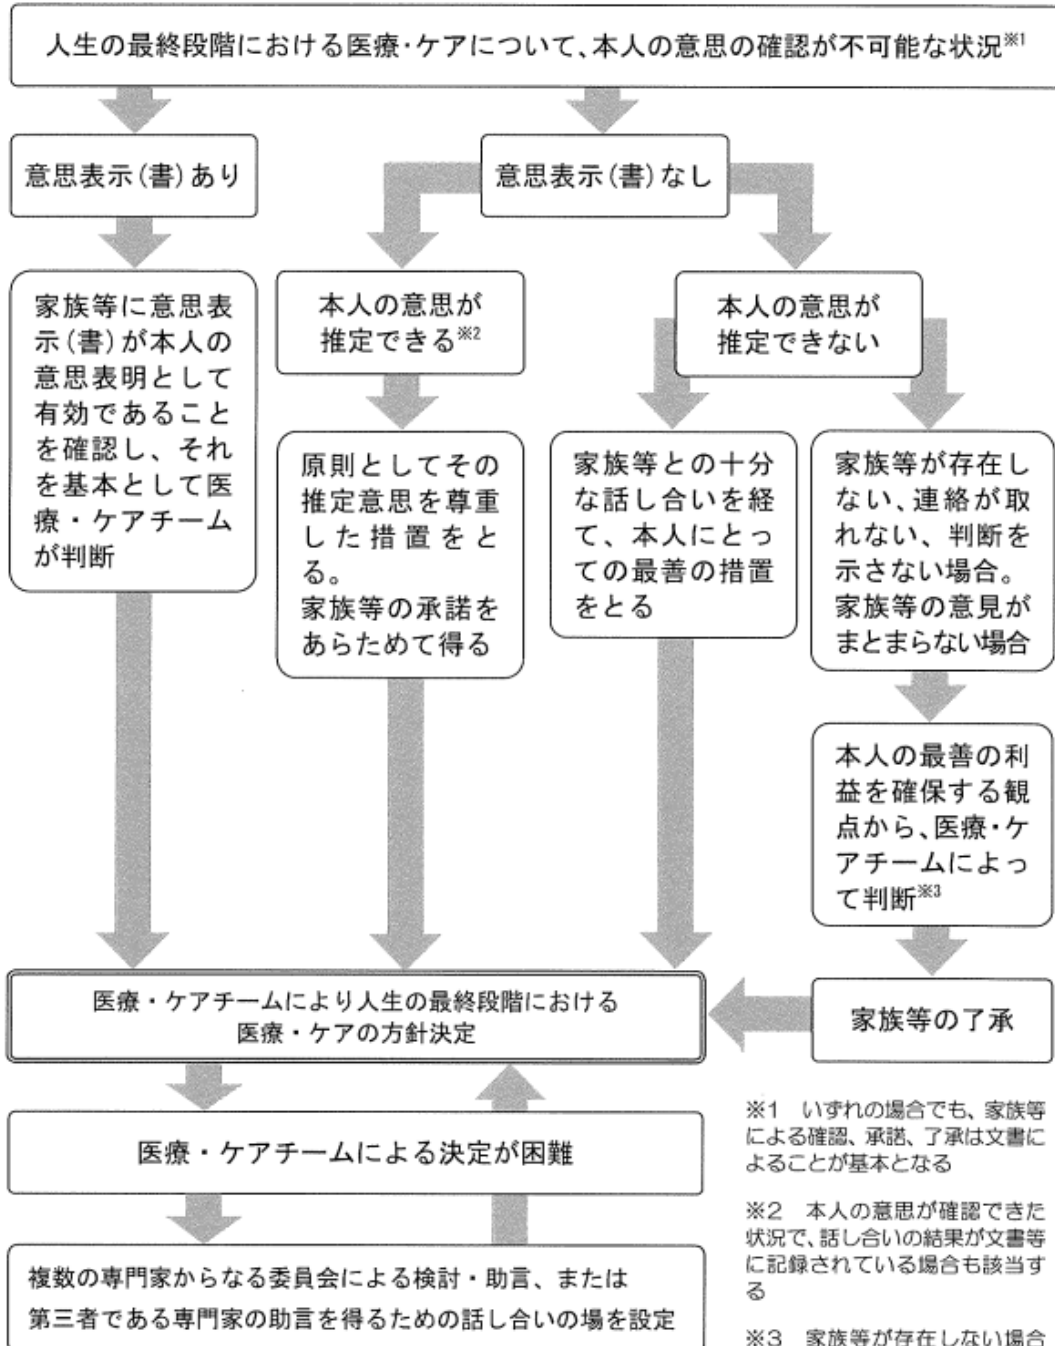 人生の最終段階における医療・ケアについて、本人の意思の確認が不可能な状況※1
意思表示(書)あり
意思表示(書)なし
家族等に意思表
示(書)が本人の
意思表明として
有効であること
を確認し、それ
を基本として医
療・ケアチーム
が判断
本人の意思が
推定できる※2
本人の意思が
推定できない
原則としてその
推定意思を尊重
した措置をと
る。
家族等の承諾を
あらためて得る
家族等との十分
な話し合いを経
て、本人にとっ
ての最善の措置
をとる
家族等が存在し
ない、連絡が取
れない、判断を
示さない場合。
家族等の意見が
まとまらない場合
本人の最善の利
益を確保する観
点から、医療・ケ
アチームによっ
て判断※3
家族等の了承
医療・ケアチームにより人生の最終段階における
医療・ケアの方針決定
医療・ケアチームによる決定が困難
複数の専門家からなる委員会による検討・助言、または
第三者である専門家の助言を得るための話し合いの場を設定
※1 いずれの場合でも、家族等
による確認、承諾、了承は文書に
よることが基本となる
※2 本人の意思が確認できた
状況で、話し合いの結果が文書等
に記録されている場合も該当す
る
※3 家族等が存在しない場合